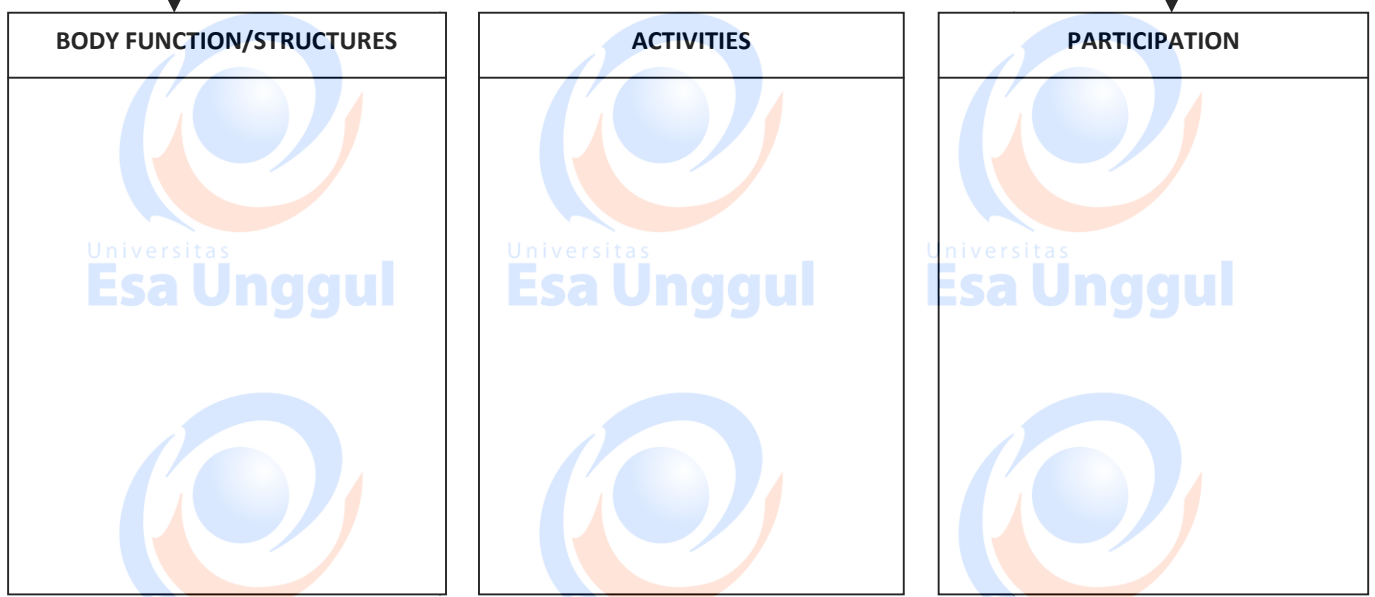 BODY FUNCTION/STRUCTURES
ACTIVITIES
PARTICIPATION
Universitas
Esa Unggul
Universitas
Esa Unggul
Universitas
Esa Unggul